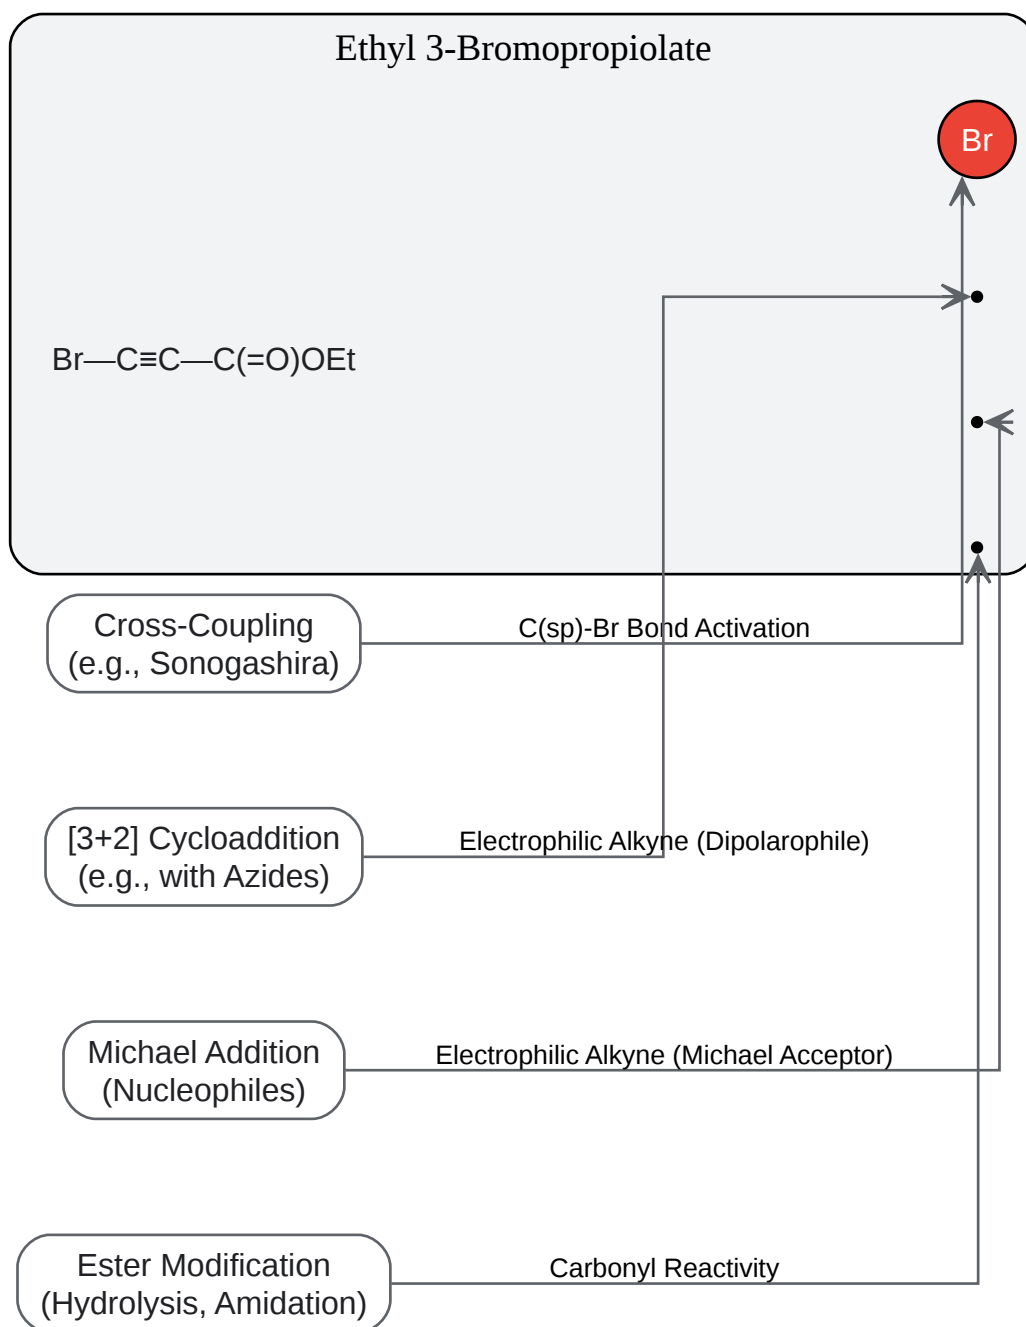 Ethyl 3-Bromopropiolate
Br
Br—C≡C—C(=O)OEt
Cross-Coupling
(e.g., Sonogashira)
C(sp)-Br Bond Activation
[3+2] Cycloaddition
(e.g., with Azides)
Electrophilic Alkyne (Dipolarophile)
Michael Addition
(Nucleophiles)
Electrophilic Alkyne (Michael Acceptor)
Ester Modification
(Hydrolysis, Amidation)
Carbonyl Reactivity